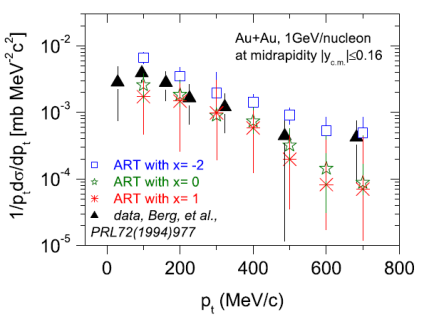 Au+Au, 1GeV/nucleon
at midrapidity |y_c.m.|≤0.16
10^-2
10^-3
10^-4
10^-5
1/p_t dσ/dp_t [mb MeV^-2 c^2]
ART with x= -2
ART with x= 0
ART with x= 1
data, Berg, et al.,
PRL72(1994)977
0 200 400 600 800
p_t (MeV/c)